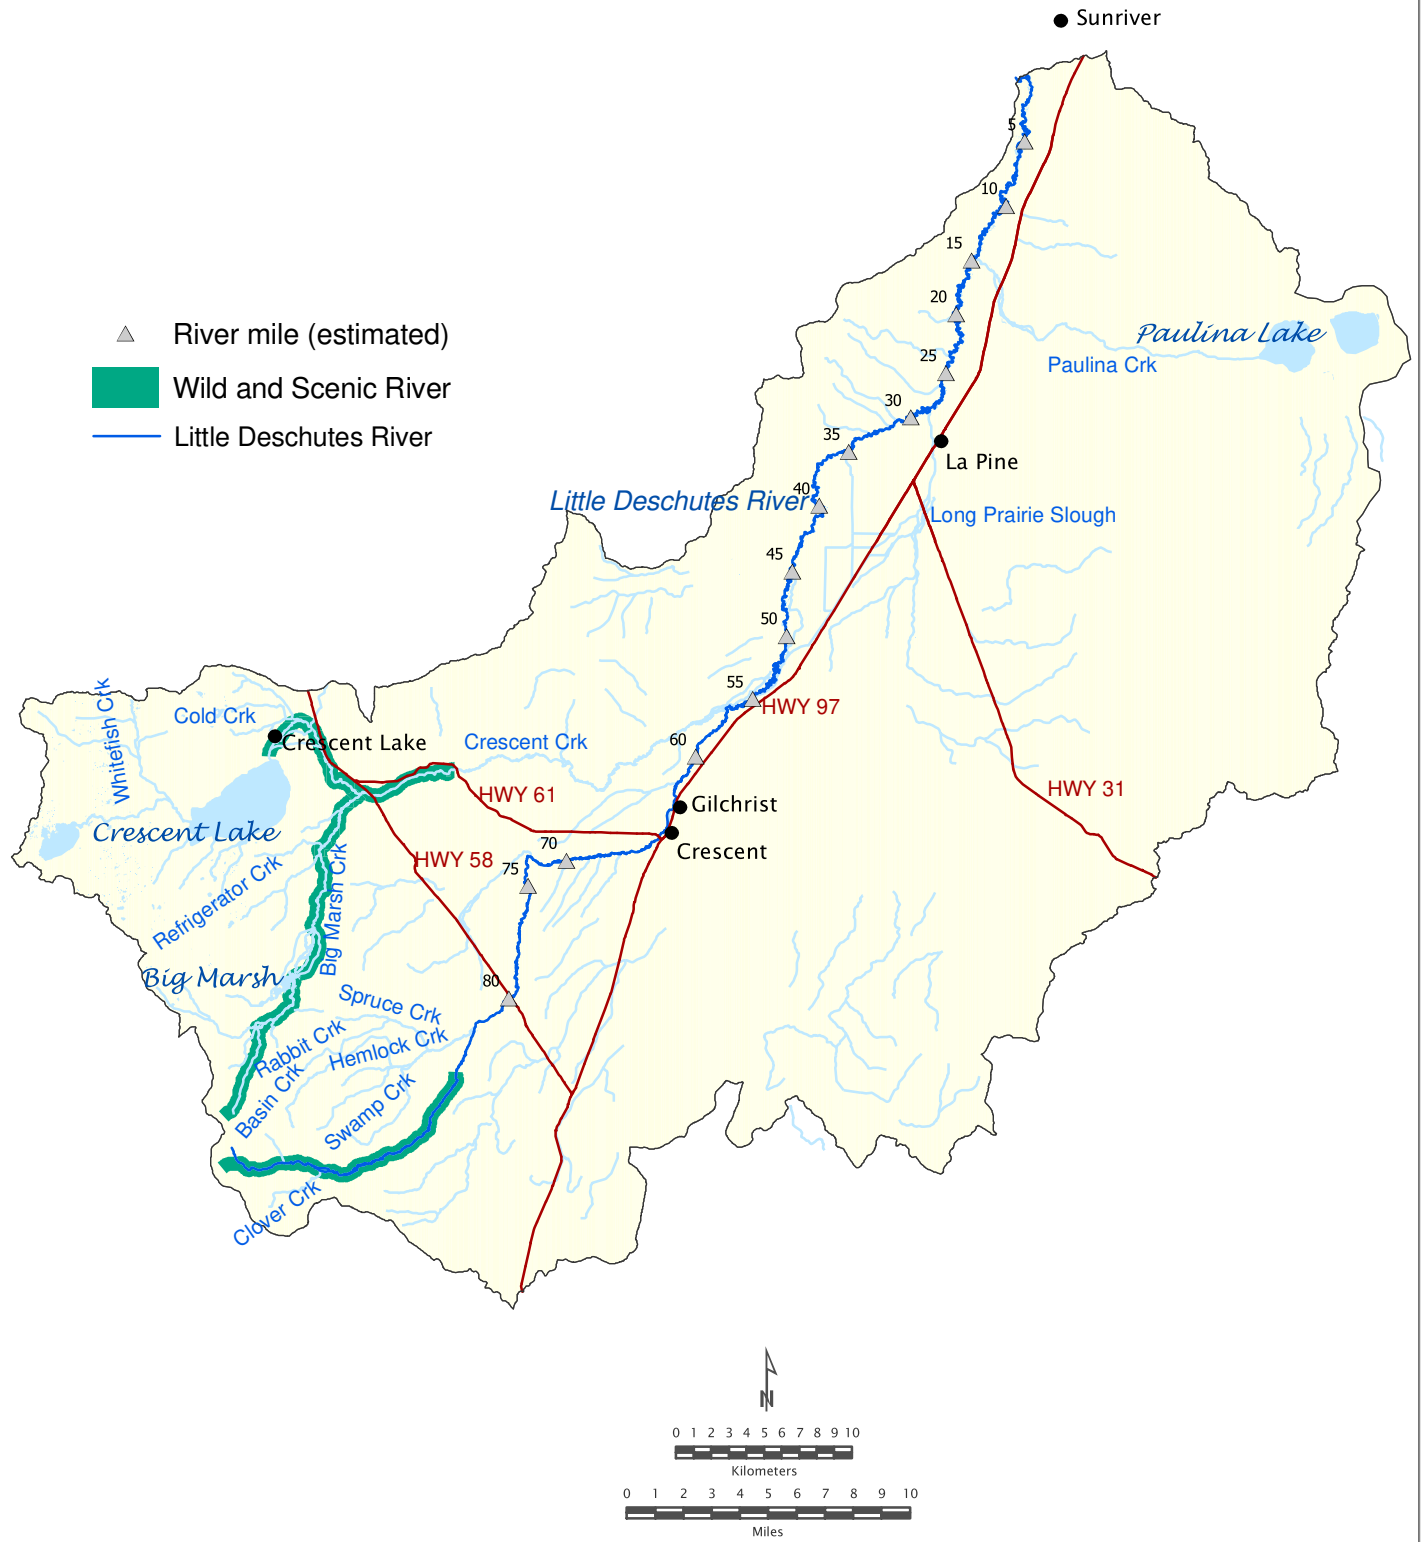 Sunriver
5
10
15
20
Paulina Lake
River mile (estimated)
25
Paulina Crk
Wild and Scenic River
30
Little Deschutes River
35
La Pine
40
Little Deschutes River
Long Prairie Slough
45
50
55
Whitefish Crk
HWY 97
Cold Crk
Crescent Lake
Crescent Crk
60
HWY 61
HWY 31
Gilchrist
Crescent Lake
70
Crescent
HWY 58
75
Refrigerator Crk
Big Marsh Crk
Big Marsh
80
Spruce Crk
Rabbit Crk
Hemlock Crk
Basin Crk
Swamp Crk
Clover Crk
N
0 1 2 3 4 5 6 7 8 9 10
Kilometers
0 1 2 3 4 5 6 7 8 9 10
Miles